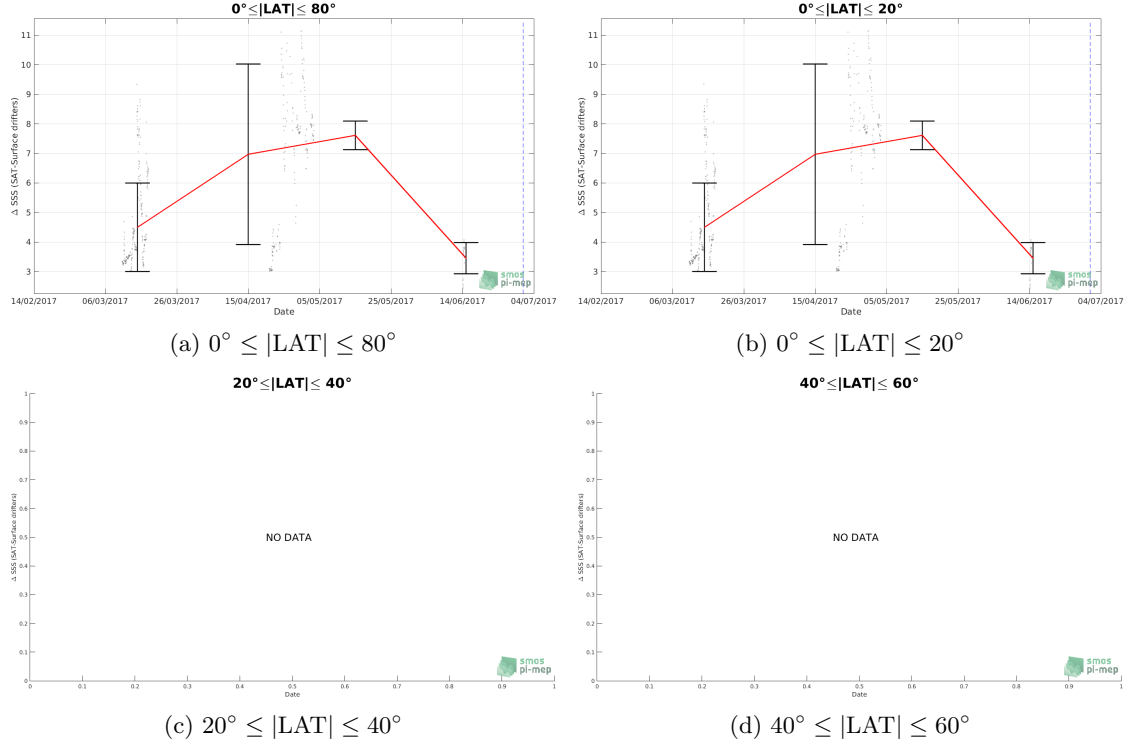 0°≤|LAT|≤ 80°
Δ SSS (SAT-Surface drifters)
11
10
9
8
7
6
5
4
3
14/02/2017 06/03/2017 26/03/2017 15/04/2017 05/05/2017 25/05/2017 14/06/2017 04/07/2017
Date
smos
pi-mep
(a) 0° ≤ |LAT| ≤ 80°
0°≤|LAT|≤ 20°
Δ SSS (SAT-Surface drifters)
11
10
9
8
7
6
5
4
3
14/02/2017 06/03/2017 26/03/2017 15/04/2017 05/05/2017 25/05/2017 14/06/2017 04/07/2017
Date
smos
pi-mep
(b) 0° ≤ |LAT| ≤ 20°
20°≤|LAT|≤ 40°
Δ SSS (SAT-Surface drifters)
1
0.9
0.8
0.7
0.6
0.5
0.4
0.3
0.2
0.1
0
NO DATA
0 0.1 0.2 0.3 0.4 0.5 0.6 0.7 0.8 0.9 1
Date
smos
pi-mep
(c) 20° ≤ |LAT| ≤ 40°
40°≤|LAT|≤ 60°
Δ SSS (SAT-Surface drifters)
1
0.9
0.8
0.7
0.6
0.5
0.4
0.3
0.2
0.1
0
NO DATA
0 0.1 0.2 0.3 0.4 0.5 0.6 0.7 0.8 0.9 1
Date
smos
pi-mep
(d) 40° ≤ |LAT| ≤ 60°